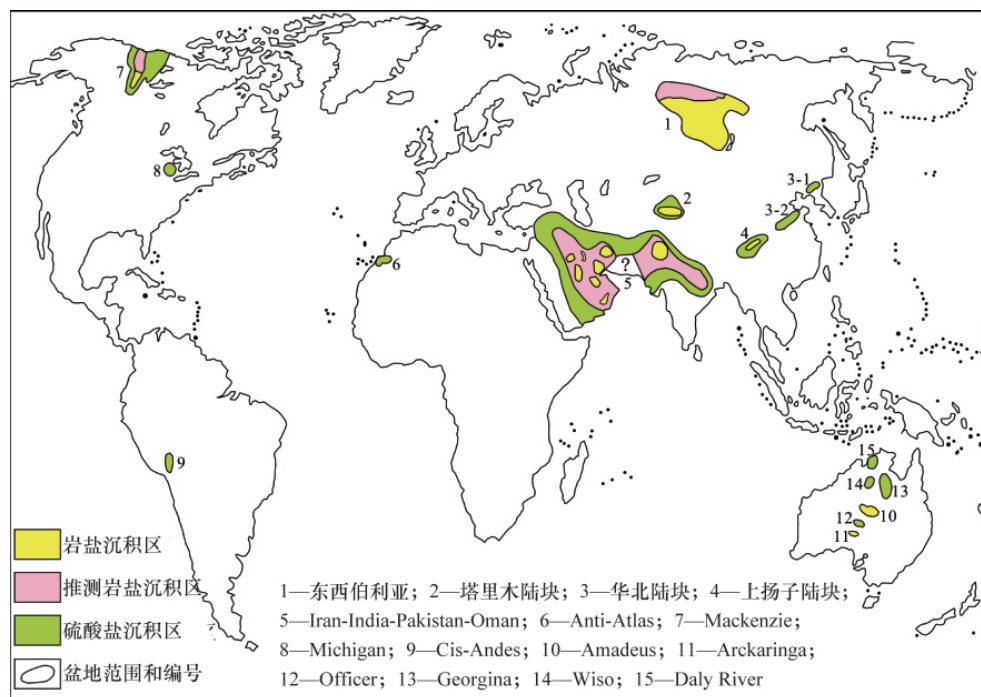 7
8
1
2
3-1
3-2
4
?
5
6
9
15
14
13
12
10
11
岩盐沉积区
推测岩盐沉积区
硫酸盐沉积区
盆地范围和编号
1—东西伯利亚；2—塔里木陆块；3—华北陆块；4—上扬子陆块；
5—Iran-India-Pakistan-Oman；6—Anti-Atlas；7—Mackenzie；
8—Michigan；9—Cis-Andes；10—Amadeus；11—Arckaringa；
12—Officer；13—Georgina；14—Wiso；15—Daly River